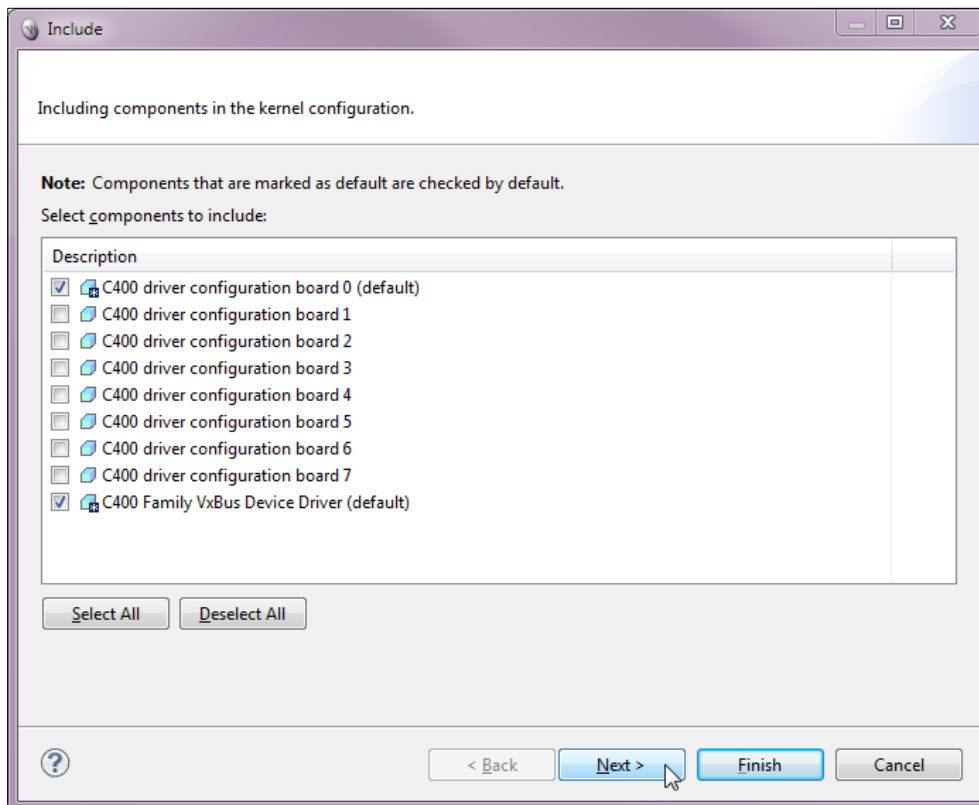 Include
Including components in the kernel configuration.
Note: Components that are marked as default are checked by default.
Select components to include:
Description
C400 driver configuration board 0 (default)
C400 driver configuration board 1
C400 driver configuration board 2
C400 driver configuration board 3
C400 driver configuration board 4
C400 driver configuration board 5
C400 driver configuration board 6
C400 driver configuration board 7
C400 Family VxBus Device Driver (default)
Select All Deselect All
? < Back Next > Finish Cancel